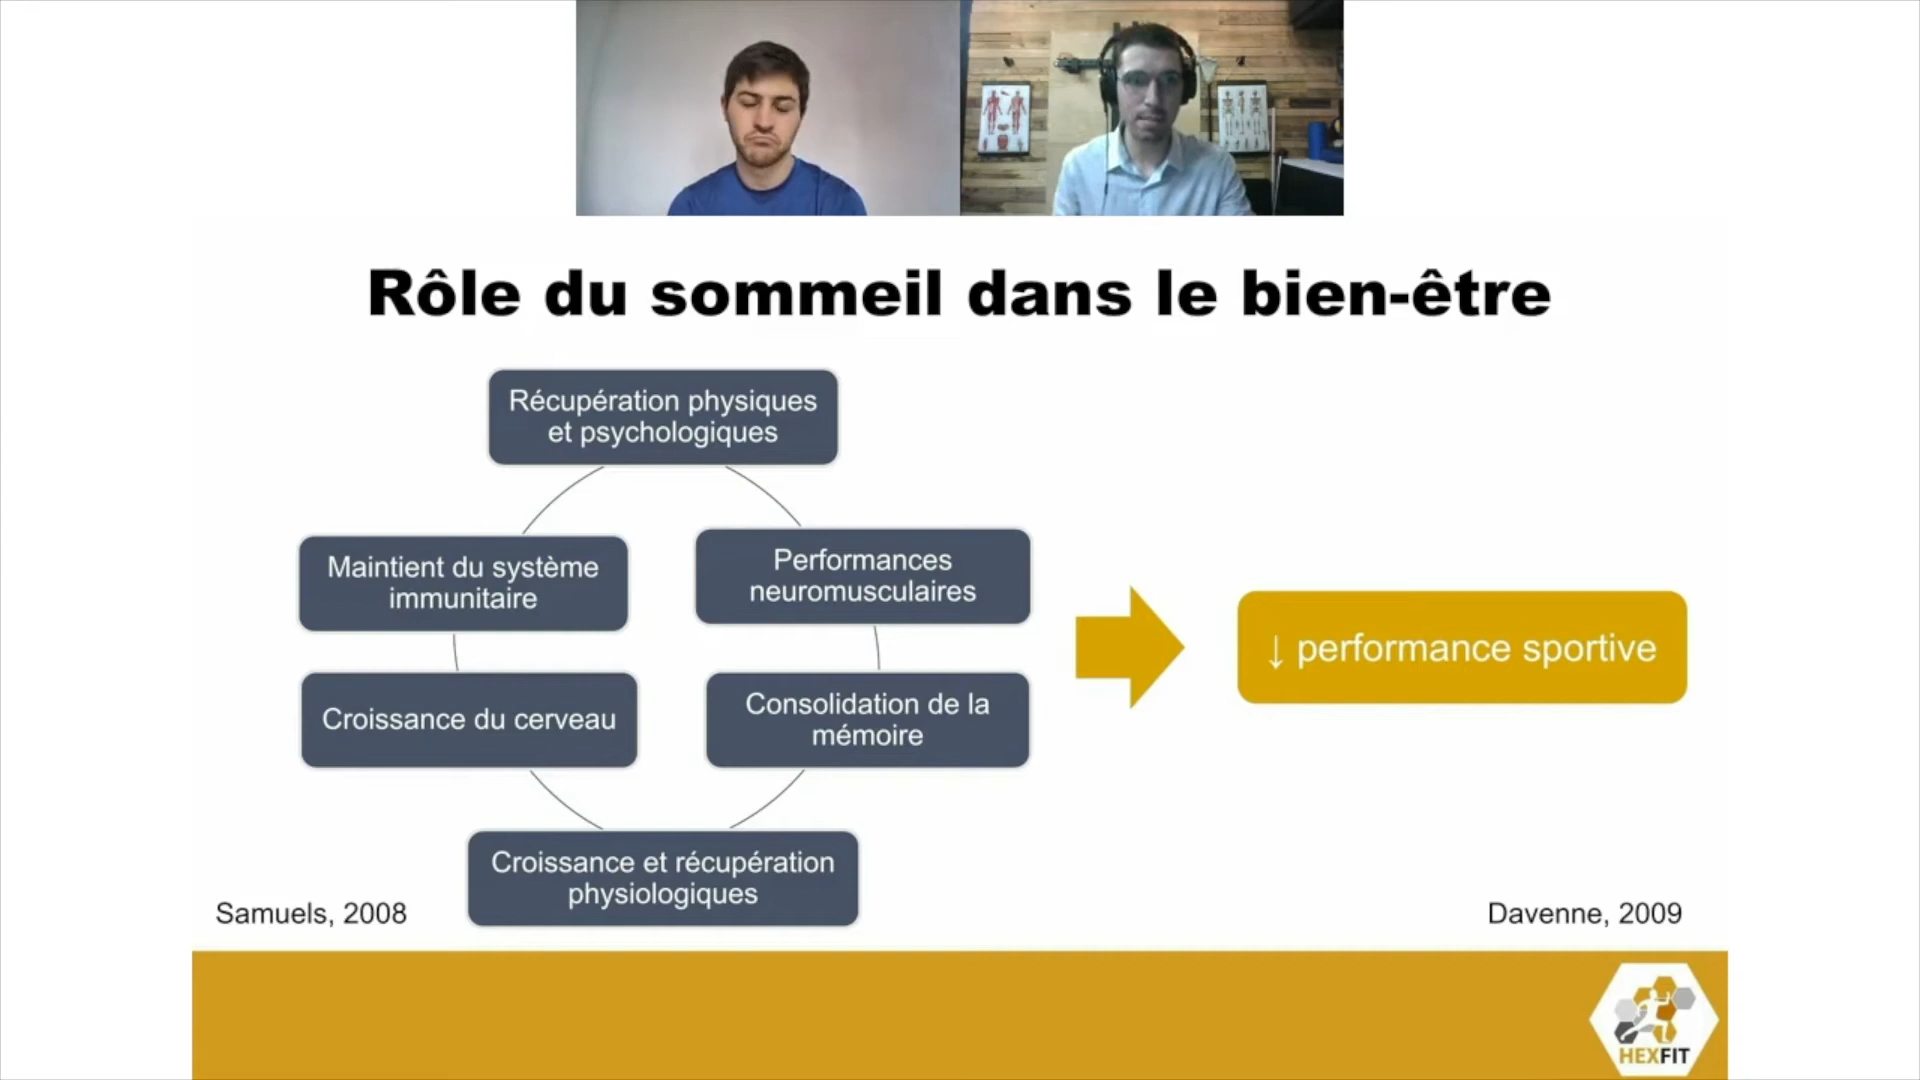 Rôle du sommeil dans le bien-être
Récupération physiques
et psychologiques
Maintient du système
immunitaire
Performances
neuromusculaires
↓ performance sportive
Croissance du cerveau
Consolidation de la
mémoire
Croissance et récupération
physiologiques
Samuels, 2008
Davenne, 2009
HEXFIT